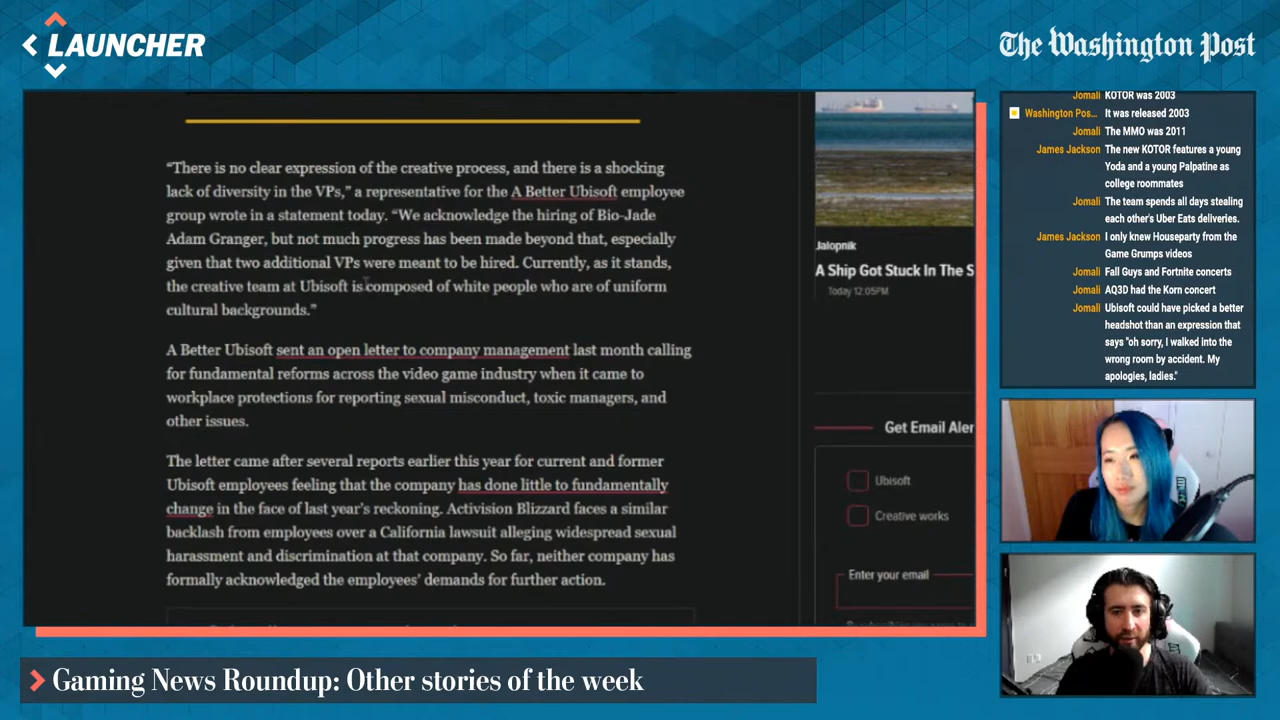 LAUNCHER
The Washington Post
“There is no clear expression of the creative process, and there is a shocking
lack of diversity in the VPs,” a representative for the A Better Ubisoft employee
group wrote in a statement today. “We acknowledge the hiring of Bio-Jade
Adam Granger, but not much progress has been made beyond that, especially
given that two additional VPs were meant to be hired. Currently, as it stands,
the creative team at Ubisoft is composed of white people who are of uniform
cultural backgrounds.”
A Better Ubisoft sent an open letter to company management last month calling
for fundamental reforms across the video game industry when it came to
workplace protections for reporting sexual misconduct, toxic managers, and
other issues.
The letter came after several reports earlier this year for current and former
Ubisoft employees feeling that the company has done little to fundamentally
change in the face of last year’s reckoning. Activision Blizzard faces a similar
backlash from employees over a California lawsuit alleging widespread sexual
harassment and discrimination at that company. So far, neither company has
formally acknowledged the employees’ demands for further action.
Jalopnik
A Ship Got Stuck In The S
Today 12:05PM
Get Email Aler
Ubisoft
Creative works
Enter your email
Jomali KOTOR was 2003
Washington Pos... It was released 2003
Jomali The MMO was 2011
James Jackson The new KOTOR features a young
Yoda and a young Palpatine as
college roommates
Jomali The team spends all days stealing
each other's Uber Eats deliveries.
James Jackson I only knew Houseparty from the
Game Grumps videos
Jomali Fall Guys and Fortnite concerts
Jomali AQ3D had the Korn concert
Jomali Ubisoft could have picked a better
headshot than an expression that
says "oh sorry, I walked into the
wrong room by accident. My
apologies, ladies."
Gaming News Roundup: Other stories of the week